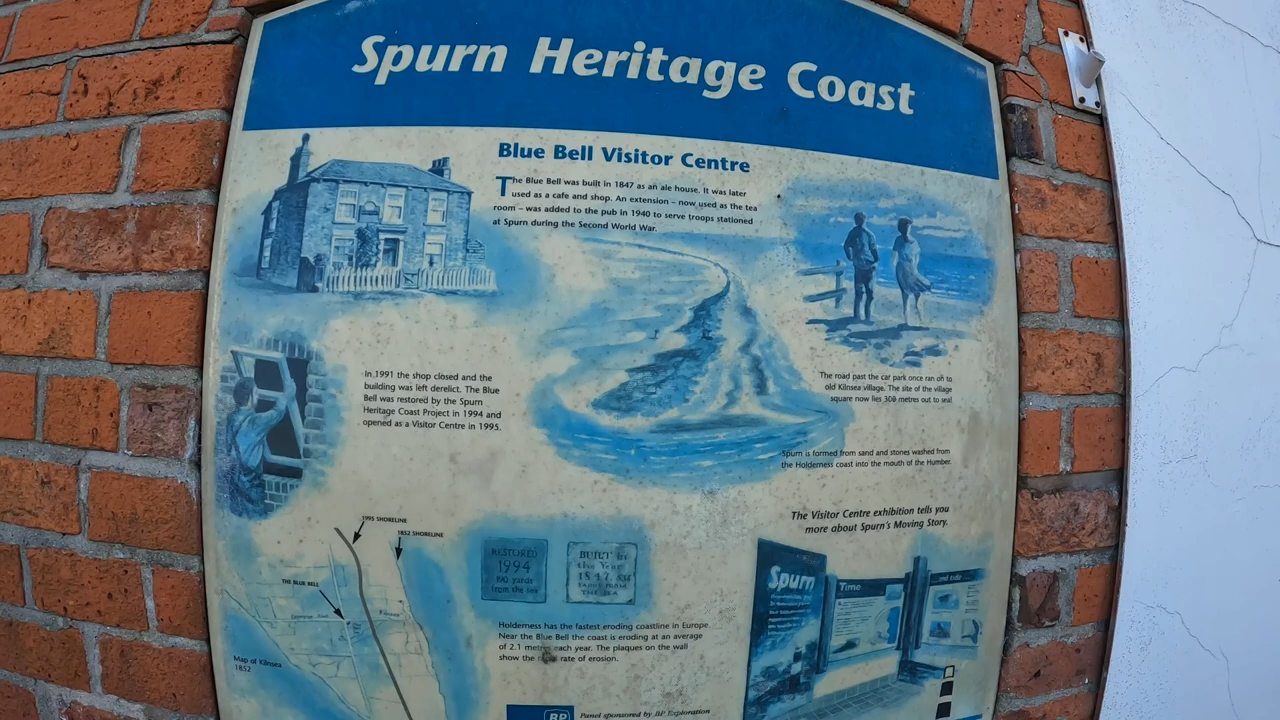 Spurn Heritage Coast
Blue Bell Visitor Centre
The Blue Bell was built in 1847 as an ale house. It was later
used as a cafe and shop. An extension – now used as the tea
room – was added to the pub in 1940 to serve troops stationed
at Spurn during the Second World War.
In 1991 the shop closed and the
building was left derelict. The Blue
Bell was restored by the Spurn
Heritage Coast Project in 1994 and
opened as a Visitor Centre in 1995.
The road past the car park once ran on to
old Kilnsea village. The site of the village
square now lies 300 metres out to sea!
Spurn is formed from sand and stones washed from
the Holderness coast into the mouth of the Humber.
The Visitor Centre exhibition tells you
more about Spurn's Moving Story.
1995 SHORELINE
1852 SHORELINE
THE BLUE BELL
Map of Kilnsea
1852
RESTORED
1994
190 yards
from the sea
BUILT in
the Year
1847, 534
YARDS FROM
THE SEA
Holderness has the fastest eroding coastline in Europe.
Near the Blue Bell the coast is eroding at an average
of 2.1 metres each year. The plaques on the wall
show the rate of erosion.
Spurn
Time
BP
Panel sponsored by BP Exploration